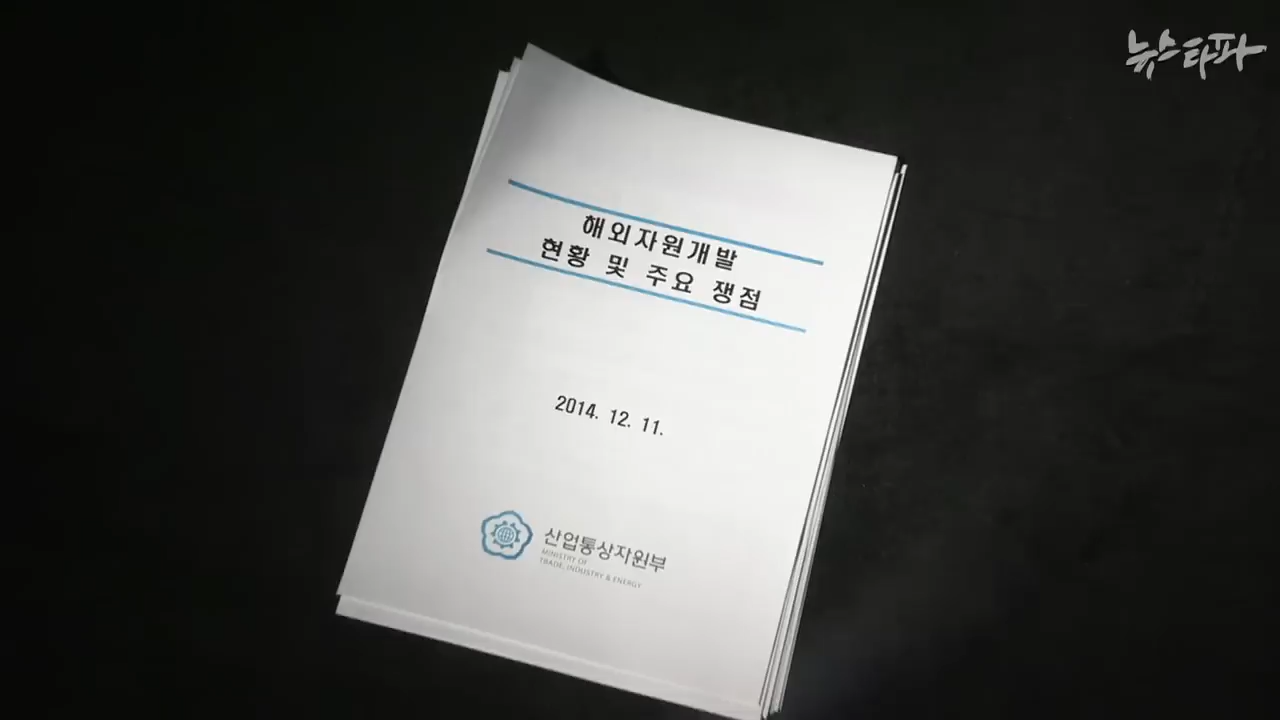 뉴스타파
해외자원개발
현황 및 주요 쟁점
2014. 12. 11.
산업통상자원부
MINISTRY OF
TRADE, INDUSTRY & ENERGY